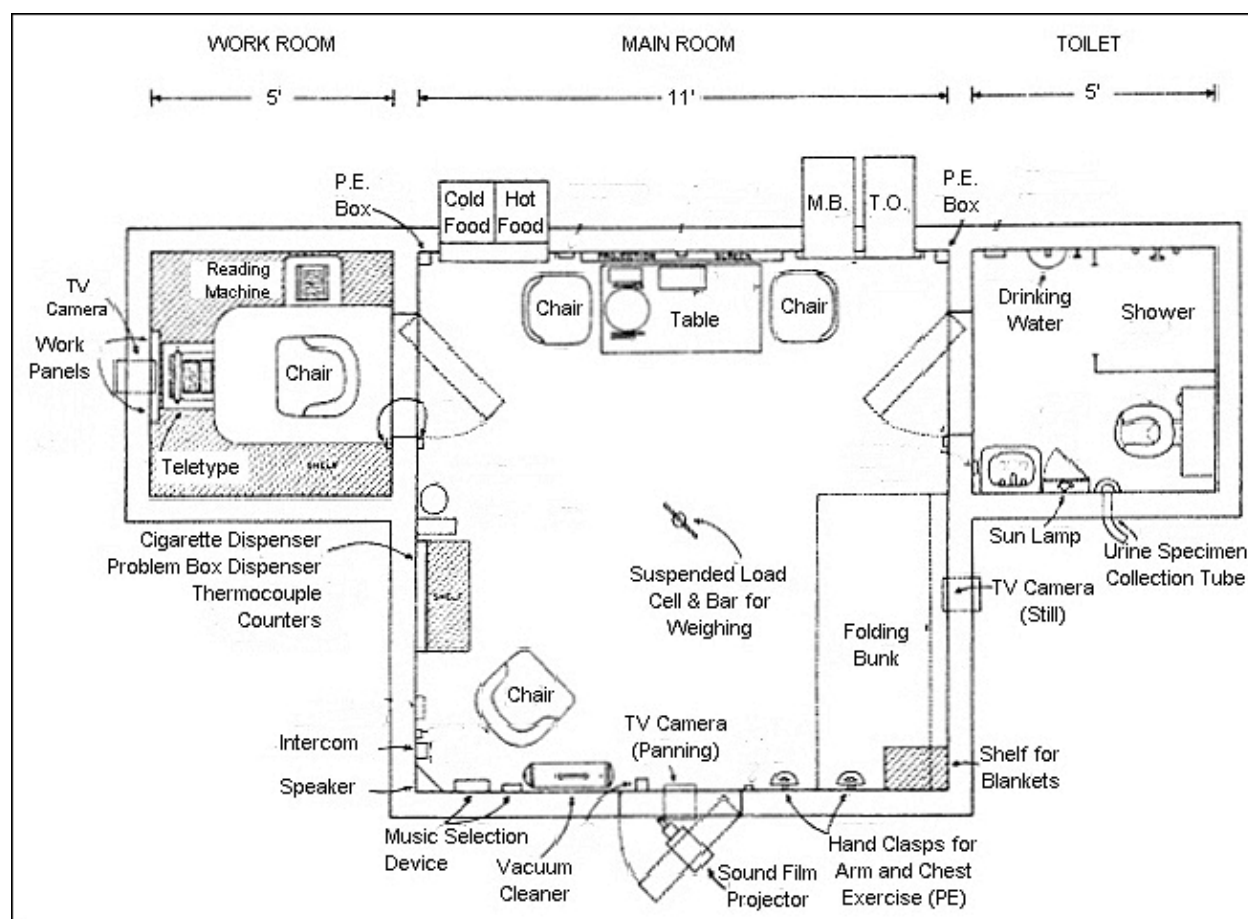 WORK ROOM
MAIN ROOM
TOILET
5'
11'
5'
P.E.
Box
Cold
Food
Hot
Food
M.B.
T.O.
P.E.
Box
PROJECTION SCREEN
TV
Camera
Reading
Machine
Work
Panels
Chair
Chair
Table
Chair
Drinking
Water
Shower
Teletype
SHELF
Cigarette Dispenser
Problem Box Dispenser
Thermocouple
Counters
SHELF
Suspended Load
Cell & Bar for
Weighing
Sun Lamp
Urine Specimen
Collection Tube
TV Camera
(Still)
Folding
Bunk
Chair
TV Camera
(Panning)
Intercom
Speaker
Shelf for
Blankets
Music Selection
Device
Vacuum
Cleaner
Sound Film
Projector
Hand Clasps for
Arm and Chest
Exercise (PE)